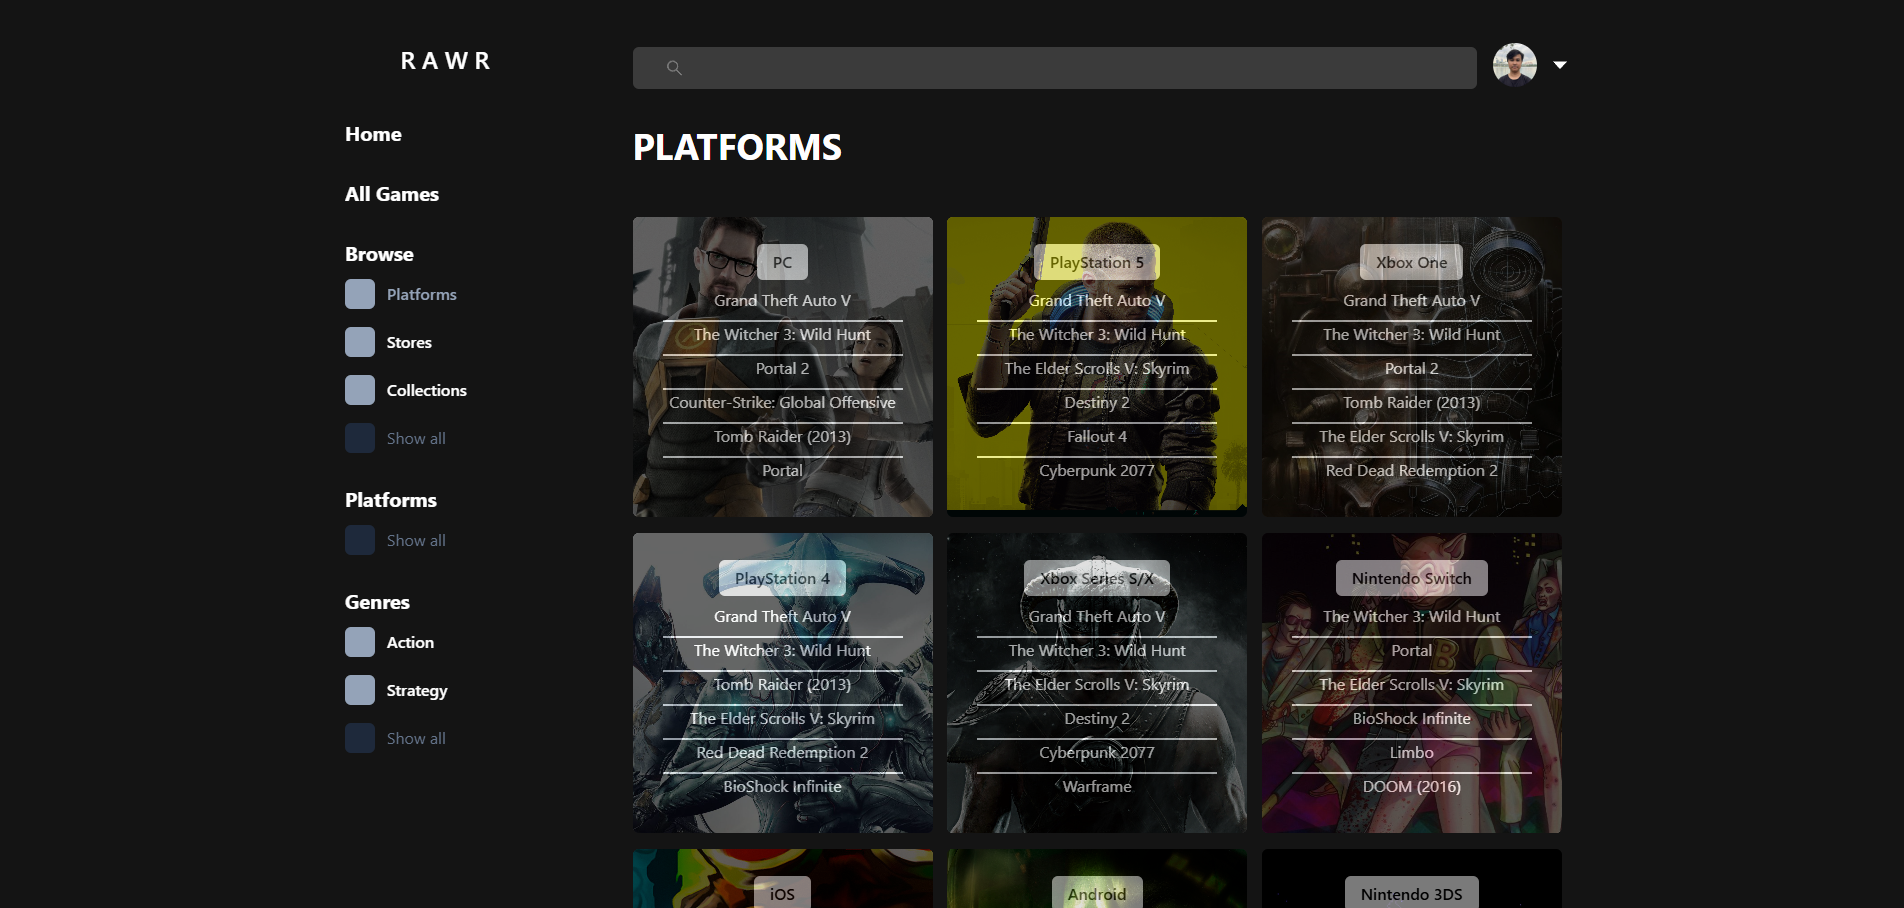 RAWR
Home
All Games
Browse
Platforms
Stores
Collections
Show all
Platforms
Show all
Genres
Action
Strategy
Show all
PLATFORMS
PC
Grand Theft Auto V
The Witcher 3: Wild Hunt
Portal 2
Counter-Strike: Global Offensive
Tomb Raider (2013)
Portal
PlayStation 5
Grand Theft Auto V
The Witcher 3: Wild Hunt
The Elder Scrolls V: Skyrim
Destiny 2
Fallout 4
Cyberpunk 2077
Xbox One
Grand Theft Auto V
The Witcher 3: Wild Hunt
Portal 2
Tomb Raider (2013)
The Elder Scrolls V: Skyrim
Red Dead Redemption 2
PlayStation 4
Grand Theft Auto V
The Witcher 3: Wild Hunt
Tomb Raider (2013)
The Elder Scrolls V: Skyrim
Red Dead Redemption 2
BioShock Infinite
Xbox Series S/X
Grand Theft Auto V
The Witcher 3: Wild Hunt
The Elder Scrolls V: Skyrim
Destiny 2
Cyberpunk 2077
Warframe
Nintendo Switch
The Witcher 3: Wild Hunt
Portal
The Elder Scrolls V: Skyrim
BioShock Infinite
Limbo
DOOM (2016)
iOS
Android
Nintendo 3DS